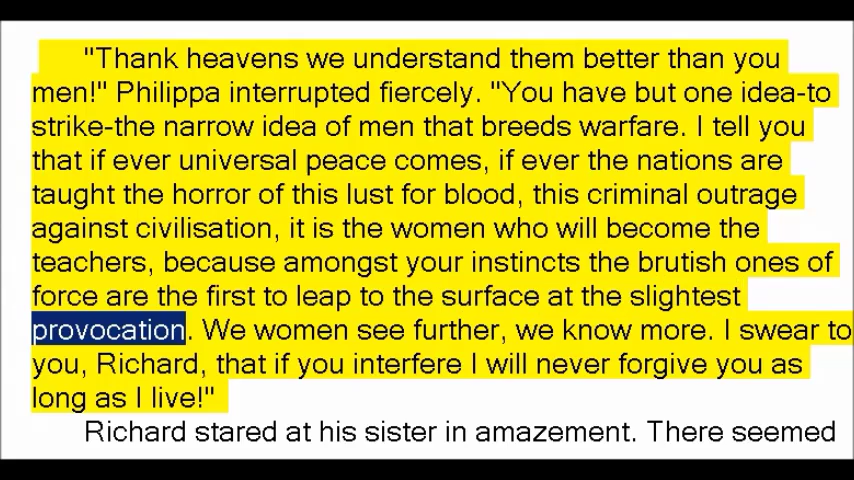 "Thank heavens we understand them better than you
men!" Philippa interrupted fiercely. "You have but one idea-to
strike-the narrow idea of men that breeds warfare. I tell you
that if ever universal peace comes, if ever the nations are
taught the horror of this lust for blood, this criminal outrage
against civilisation, it is the women who will become the
teachers, because amongst your instincts the brutish ones of
force are the first to leap to the surface at the slightest
provocation. We women see further, we know more. I swear to
you, Richard, that if you interfere I will never forgive you as
long as I live!"
Richard stared at his sister in amazement. There seemed